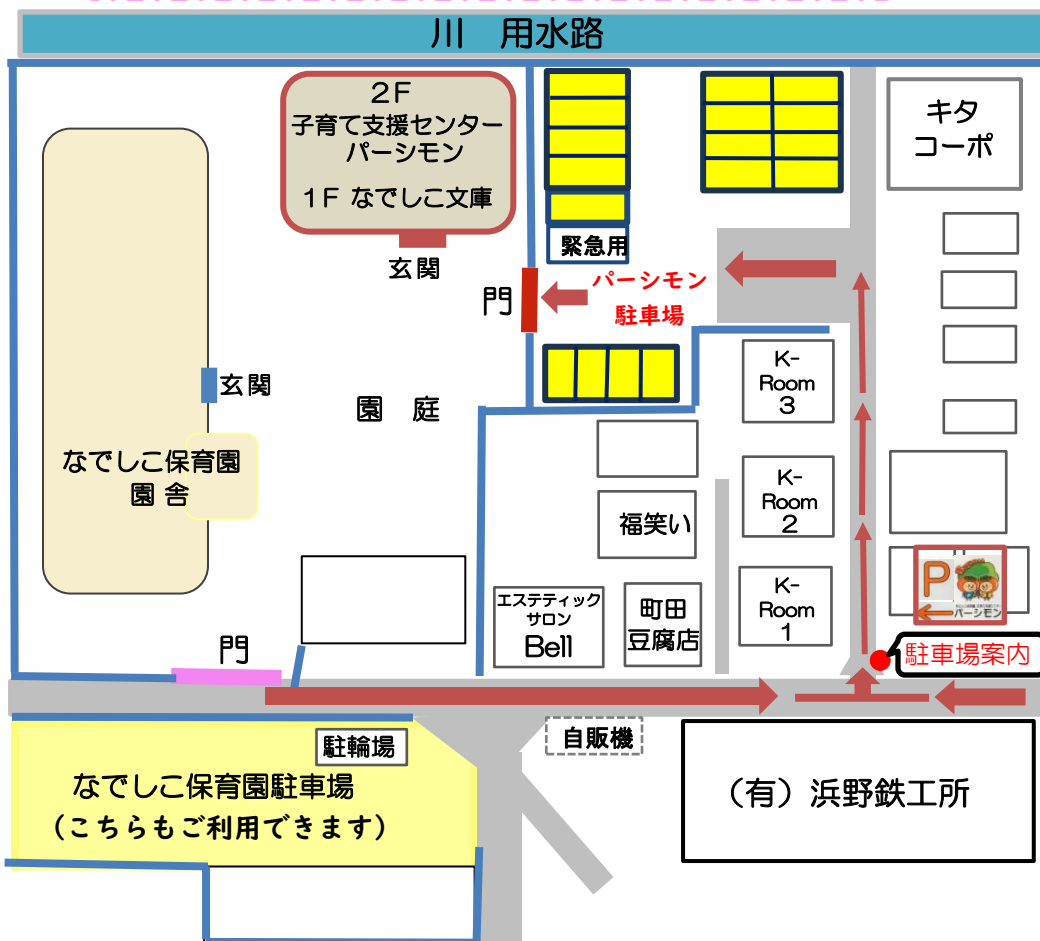 川 用水路
2F
子育て支援センター
パーシモン
1F なでしこ文庫
玄関
門
緊急用
パーシモン
駐車場
キタ
コーポ
玄関
園 庭
なでしこ保育園
園 舎
K-
Room
3
K-
Room
2
K-
Room
1
福笑い
エステティック
サロン
Bell
町田
豆腐店
P
パーシモン
駐車場案内
門
駐輪場
自販機
なでしこ保育園駐車場
(こちらもご利用できます)
(有)浜野鉄工所